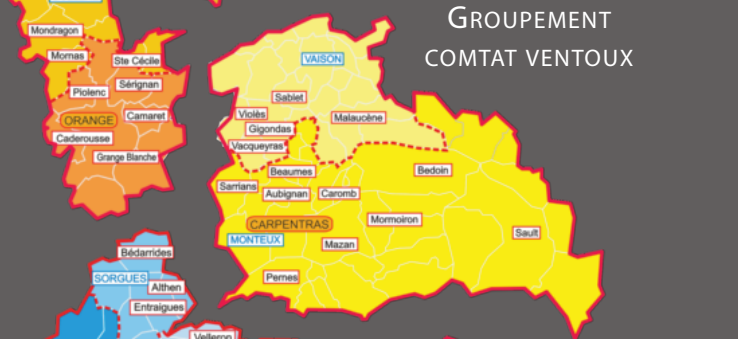 GROUPEMENT
COMTAT VENTOUX
Mondragon
Mornas
Ste Cécile
Piolenc
Sérignan
ORANGE
Camaret
Caderousse
Grange Blanche
VAISON
Sablet
Violès
Malaucène
Gigondas
Vacqueyras
Beaumes
Bedoin
Sarrians
Aubignan
Caromb
CARPENTRAS
Mormoiron
MONTEUX
Mazan
Sault
Pernes
Bédarrides
SORGUES
Althen
Entraigues
Velleron